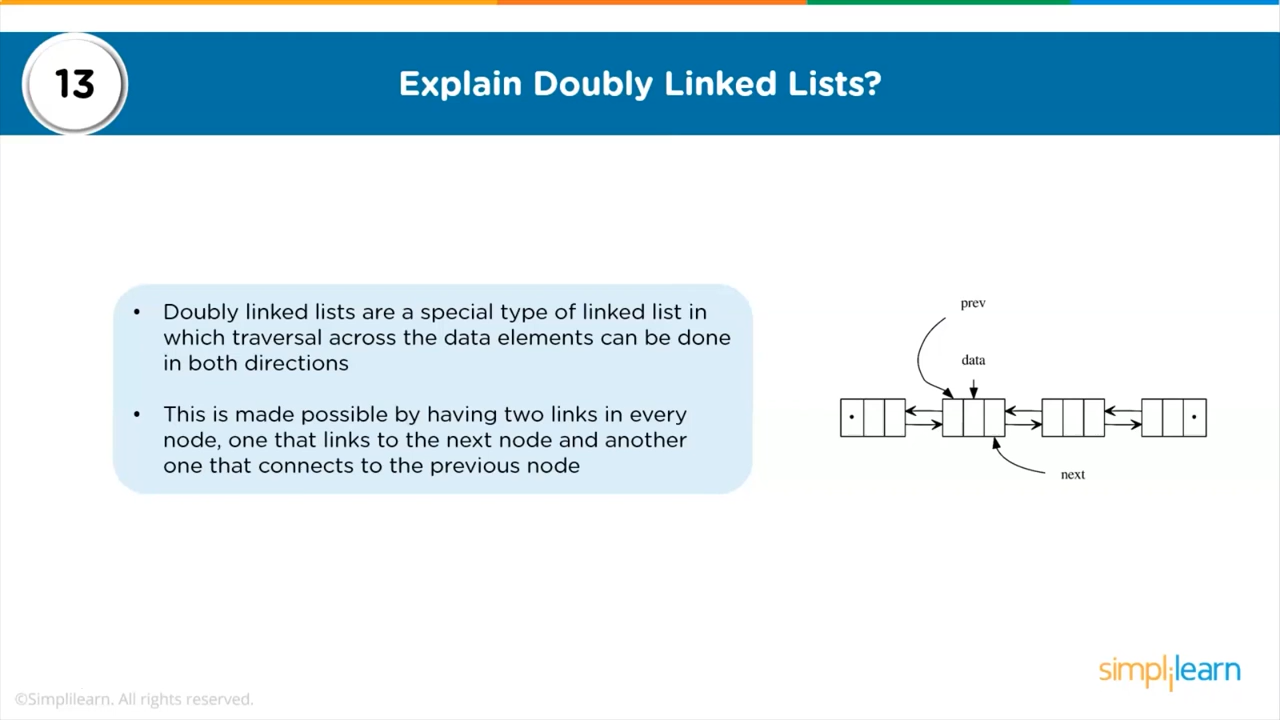 13
Explain Doubly Linked Lists?
• Doubly linked lists are a special type of linked list in
which traversal across the data elements can be done
in both directions
• This is made possible by having two links in every
node, one that links to the next node and another
one that connects to the previous node
prev
data
next
simplilearn
©Simplilearn. All rights reserved.